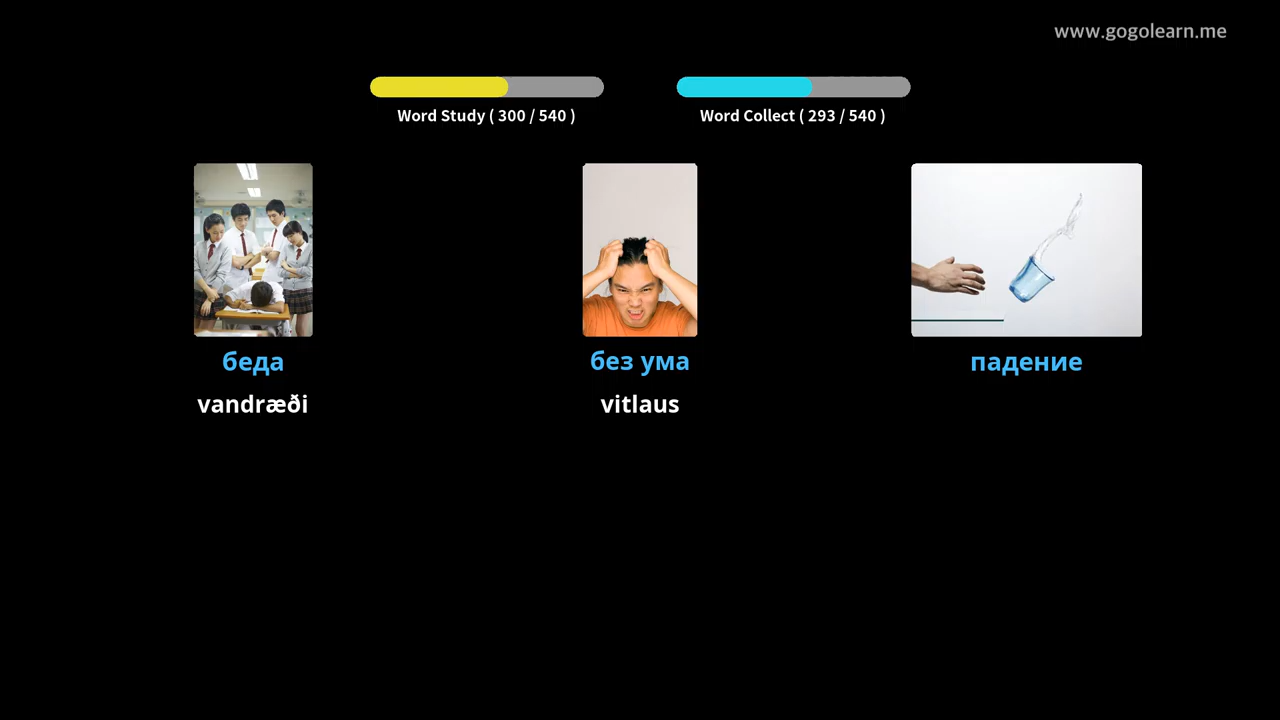 www.gogolearn.me
Word Study ( 300 / 540 )
Word Collect ( 293 / 540 )
беда
без ума
падение
vandræði
vitlaus